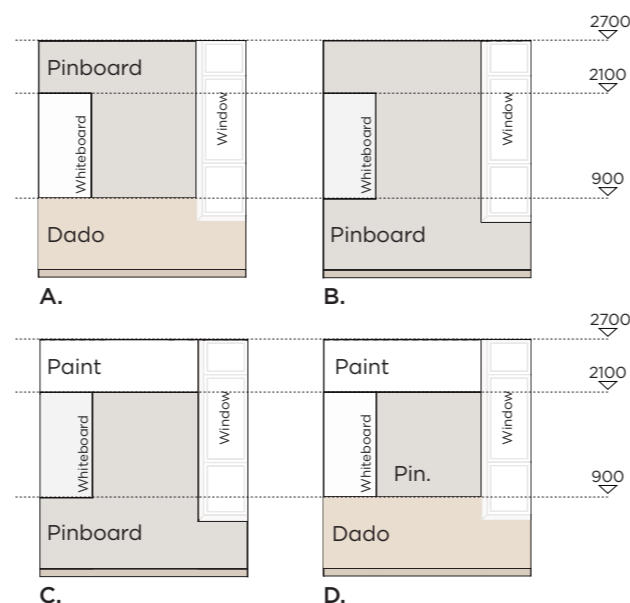 2700
Pinboard
2100
Whiteboard
Window
Whiteboard
Window
900
Dado
Pinboard
A.
B.
2700
Paint
Paint
2100
Whiteboard
Window
Whiteboard
Window
Pin.
900
Pinboard
Dado
C.
D.